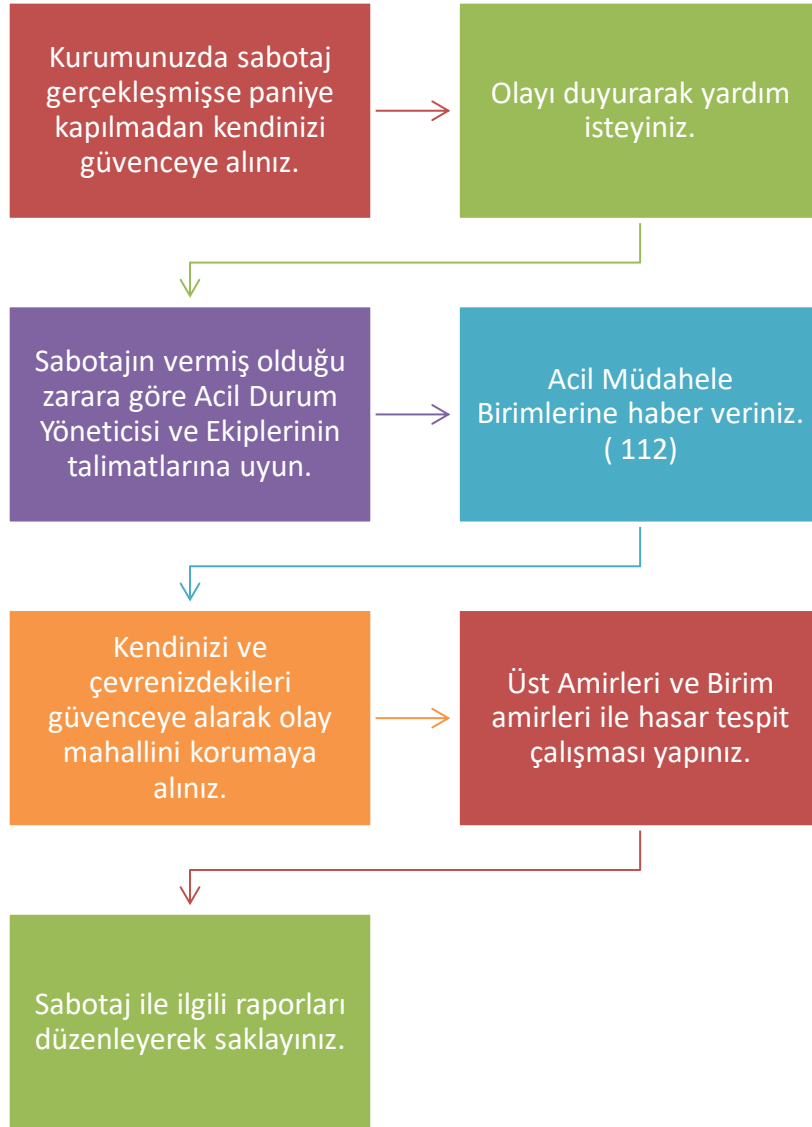 Kurumunuzda sabotaj
gerçekleşmişse paniye
kapılmadan kendinizi
güvenceye alınız.
Olayı duyurarak yardım
isteyiniz.
Sabotajın vermiş olduğu
zarara göre Acil Durum
Yöneticisi ve Ekiplerinin
talimatlarına uyun.
Acil Müdahele
Birimlerine haber veriniz.
( 112)
Kendinizi ve
çevrenizdekileri
güvenceye alarak olay
mahallini korumaya
alınız.
Üst Amirleri ve Birim
amirleri ile hasar tespit
çalışması yapınız.
Sabotaj ile ilgili raporları
düzenleyerek saklayınız.